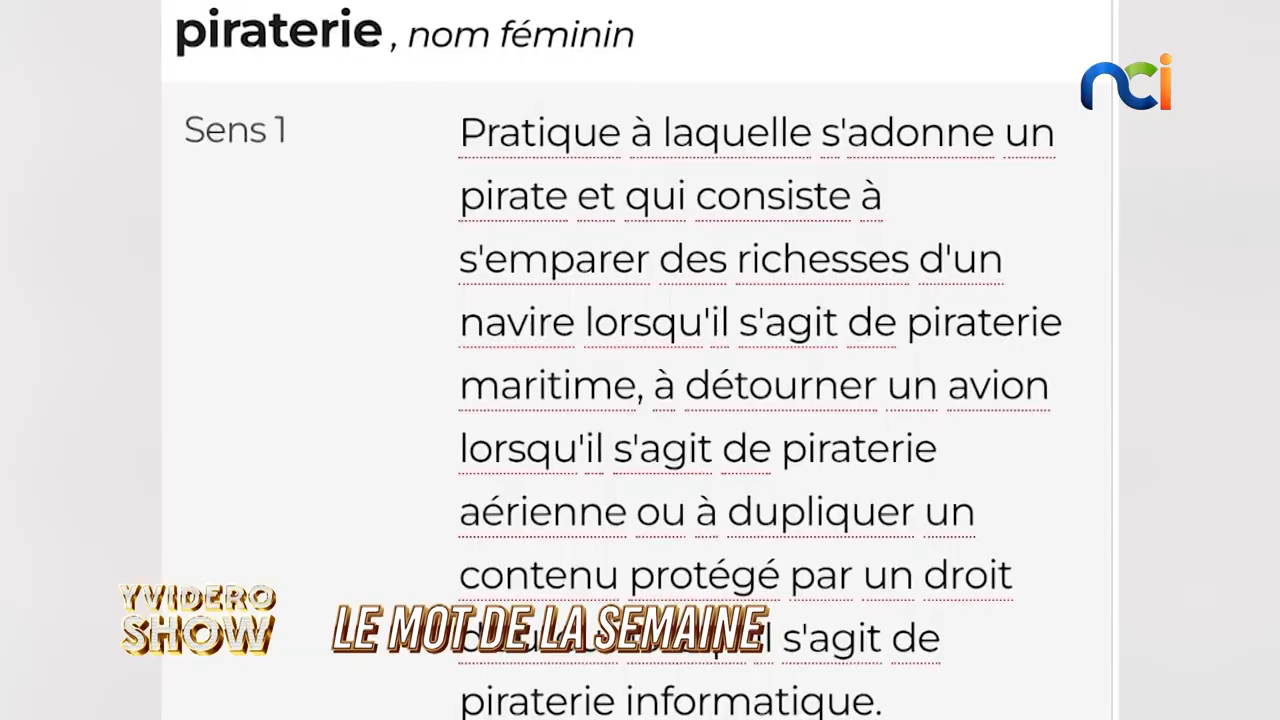 piraterie, nom féminin
nci
Sens 1
Pratique à laquelle s'adonne un
pirate et qui consiste à
s'emparer des richesses d'un
navire lorsqu'il s'agit de piraterie
maritime, à détourner un avion
lorsqu'il s'agit de piraterie
aérienne ou à dupliquer un
contenu protégé par un droit
s'agit de
piraterie informatique.
YVIDERO
SHOW
LE MOT DE LA SEMAINE